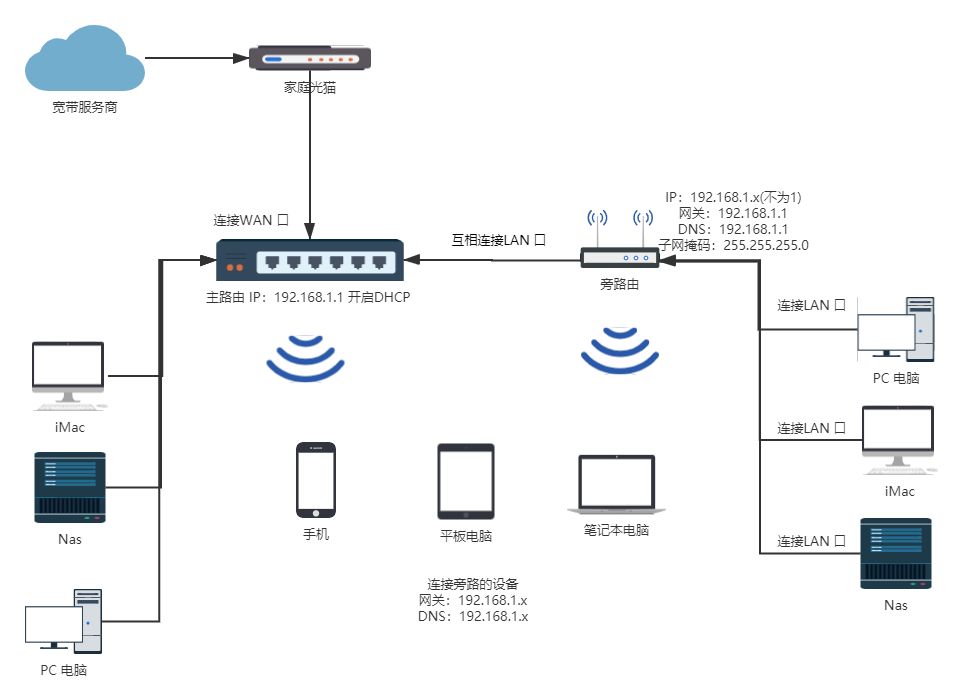 宽带服务商
家庭光猫
连接WAN 口
主路由 IP：192.168.1.1 开启DHCP
互相连接LAN 口
IP：192.168.1.x(不为1)
网关：192.168.1.1
DNS：192.168.1.1
子网掩码：255.255.255.0
旁路由
连接LAN 口
PC 电脑
连接LAN 口
iMac
连接LAN 口
Nas
iMac
Nas
PC 电脑
手机
平板电脑
笔记本电脑
连接旁路的设备
网关：192.168.1.x
DNS：192.168.1.x